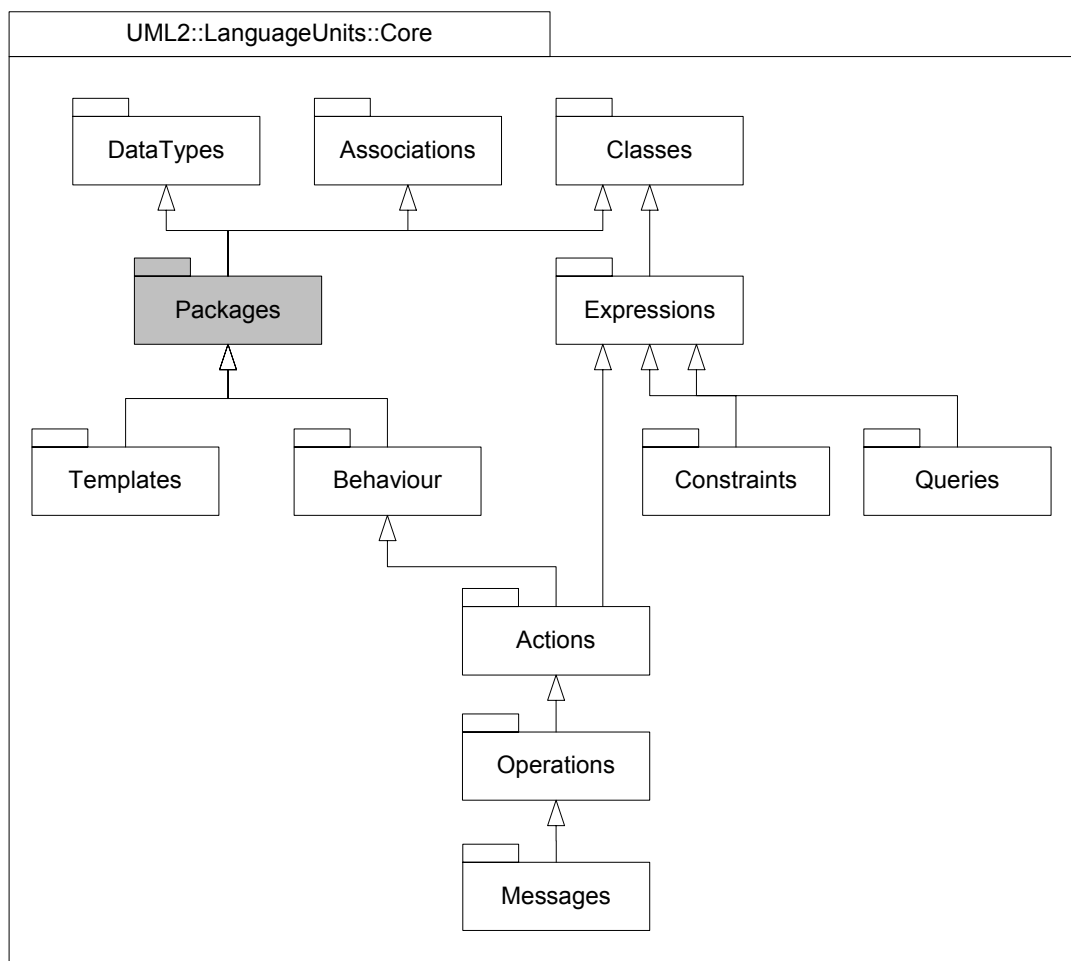 UML2::LanguageUnits::Core
DataTypes
Associations
Classes
Packages
Expressions
Templates
Behaviour
Constraints
Queries
Actions
Operations
Messages